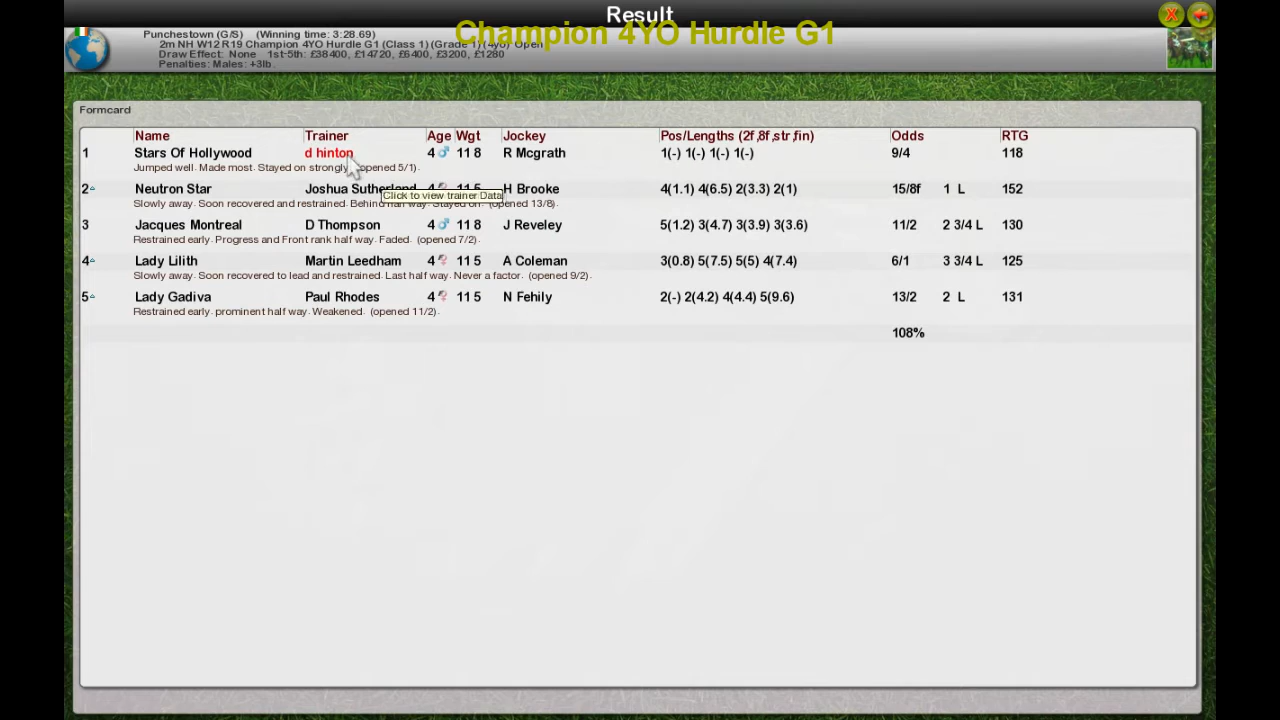 Result
Champion 4YO Hurdle G1
Punchestown (G/S) (Winning time: 3:28.69)
2m NH W12 R19 Champion 4YO Hurdle G1 (Class 1) (Grade 1) (4yo) Open
Draw Effect: None 1st-5th: £38400, £14720, £6400, £3200, £1280
Penalties: Males: +3lb.
Formcard
Name Trainer Age Wgt Jockey Pos/Lengths (2f,8f,str,fin) Odds RTG
1 Stars Of Hollywood d hinton 4 11 8 R Mcgrath 1(-) 1(-) 1(-) 1(-) 9/4 118
Jumped well. Made most. Stayed on strongly. (opened 5/1).
2 Neutron Star Joshua Sutherland 4 11 5 H Brooke 4(1.1) 4(6.5) 2(3.3) 2(1) 15/8f 1 L 152
Click to view trainer Data
Slowly away. Soon recovered and restrained. Behind half way. Stayed on. (opened 13/8).
3 Jacques Montreal D Thompson 4 11 8 J Reveley 5(1.2) 3(4.7) 3(3.9) 3(3.6) 11/2 2 3/4 L 130
Restrained early. Progress and Front rank half way. Faded. (opened 7/2).
4 Lady Lilith Martin Leedham 4 11 5 A Coleman 3(0.8) 5(7.5) 5(5) 4(7.4) 6/1 3 3/4 L 125
Slowly away. Soon recovered to lead and restrained. Last half way. Never a factor. (opened 9/2).
5 Lady Gadiva Paul Rhodes 4 11 5 N Fehily 2(-) 2(4.2) 4(4.4) 5(9.6) 13/2 2 L 131
Restrained early. prominent half way. Weakened. (opened 11/2).
108%